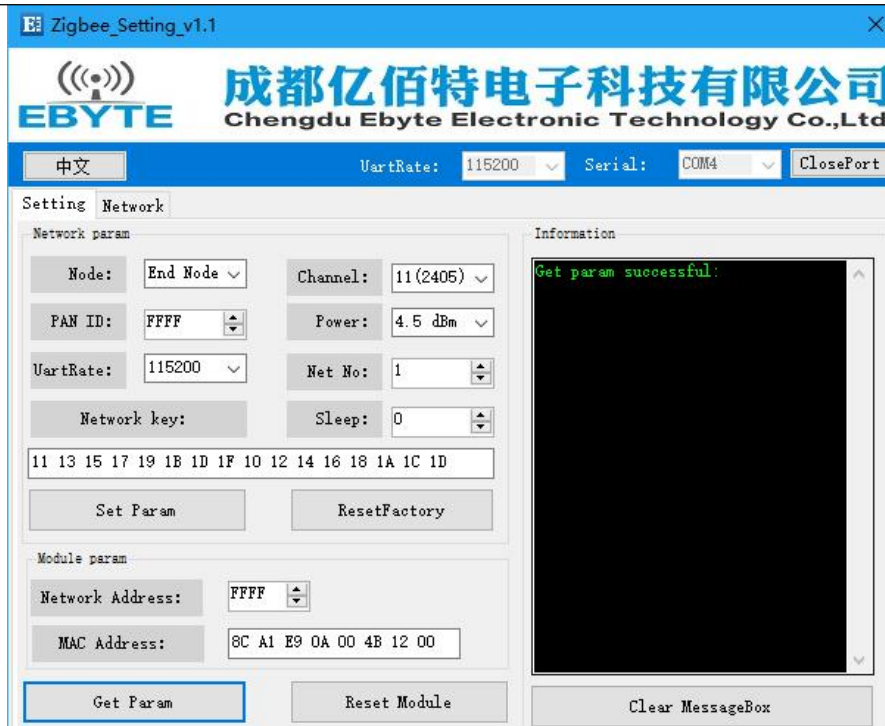 Zigbee_Setting_v1.1
EBYTE
成都亿佰特电子科技有限公司
Chengdu Ebyte Electronic Technology Co.,Ltd
中文 UartRate: 115200 Serial: COM4 ClosePort
Setting Network
Network param
Node: End Node Channel: 11(2405)
PAN ID: FFFF Power: 4.5 dBm
UartRate: 115200 Net No: 1
Network key: Sleep: 0
11 13 15 17 19 1B 1D 1F 10 12 14 16 18 1A 1C 1D
Set Param ResetFactory
Module param
Network Address: FFFF
MAC Address: 8C A1 E9 0A 00 4B 12 00
Get Param Reset Module
Information
Get param successful:
Clear MessageBox